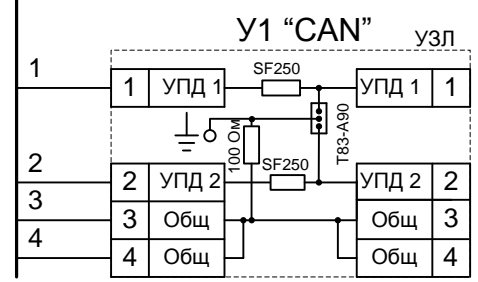 У1 “CAN”
УЗЛ
1
SF250
1 УПД 1
УПД 1 1
100 Ом
T83-A90
2
SF250
2 УПД 2
УПД 2 2
3
3 Общ
Общ 3
4
4 Общ
Общ 4